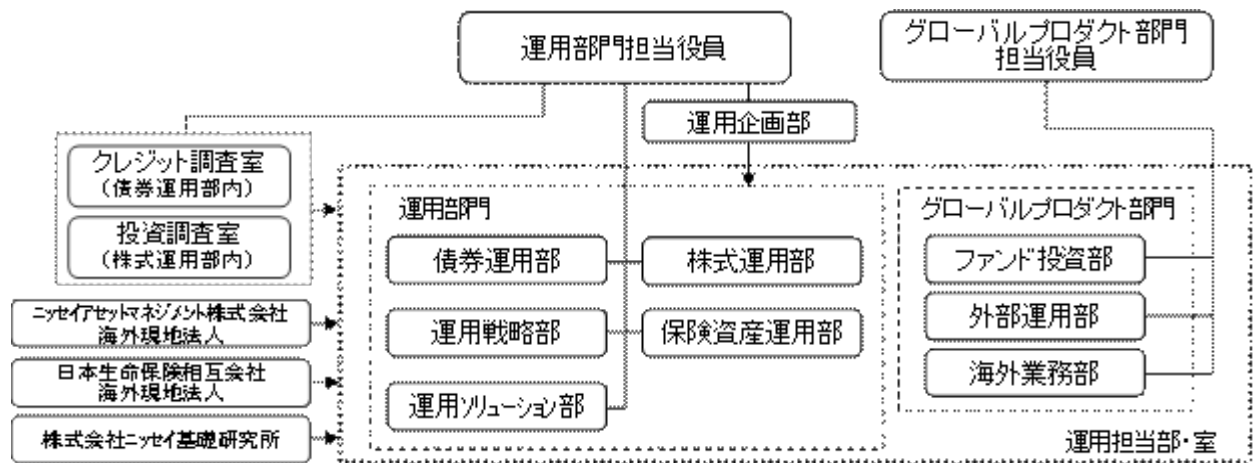 運用部門担当役員
グローバルプロダクト部門
担当役員
運用企画部
クレジット調査室
(債券運用部内)
投資調査室
(株式運用部内)
運用部門
債券運用部
株式運用部
運用戦略部
保険資産運用部
運用ソリューション部
グローバルプロダクト部門
ファンド投資部
外部運用部
海外業務部
ニッセイアセットマネジメント株式会社
海外現地法人
日本生命保険相互会社
海外現地法人
株式会社ニッセイ基礎研究所
運用担当部・室